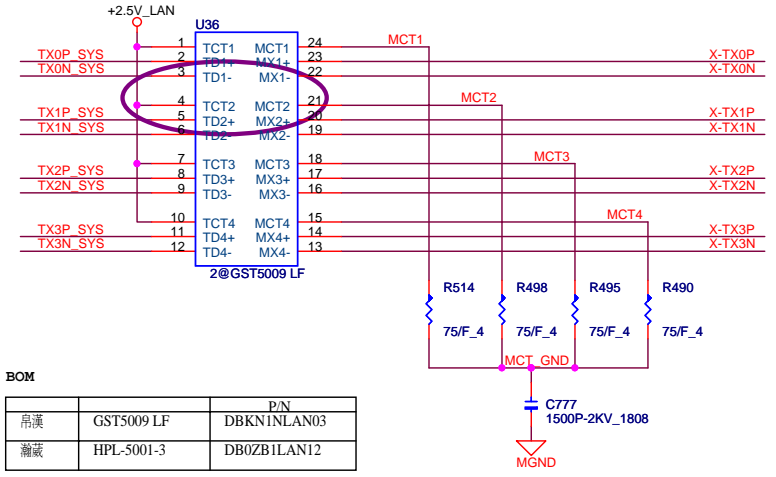 +2.5V_LAN
U36
1 TCT1 MCT1 24 MCT1
TX0P_SYS 2 TD1+ MX1+ 23 X-TX0P
TX0N_SYS 3 TD1- MX1- 22 X-TX0N
4 TCT2 MCT2 21 MCT2
TX1P_SYS 5 TD2+ MX2+ 20 X-TX1P
TX1N_SYS 6 TD2- MX2- 19 X-TX1N
7 TCT3 MCT3 18 MCT3
TX2P_SYS 8 TD3+ MX3+ 17 X-TX2P
TX2N_SYS 9 TD3- MX3- 16 X-TX2N
10 TCT4 MCT4 15 MCT4
TX3P_SYS 11 TD4+ MX4+ 14 X-TX3P
TX3N_SYS 12 TD4- MX4- 13 X-TX3N
2@GST5009 LF
R514 R498 R495 R490
75/F_4 75/F_4 75/F_4 75/F_4
MCT_GND
C777
1500P-2KV_1808
MGND
BOM
P/N
帛漢 GST5009 LF DBKN1NLAN03
瀚葳 HPL-5001-3 DB0ZB1LAN12